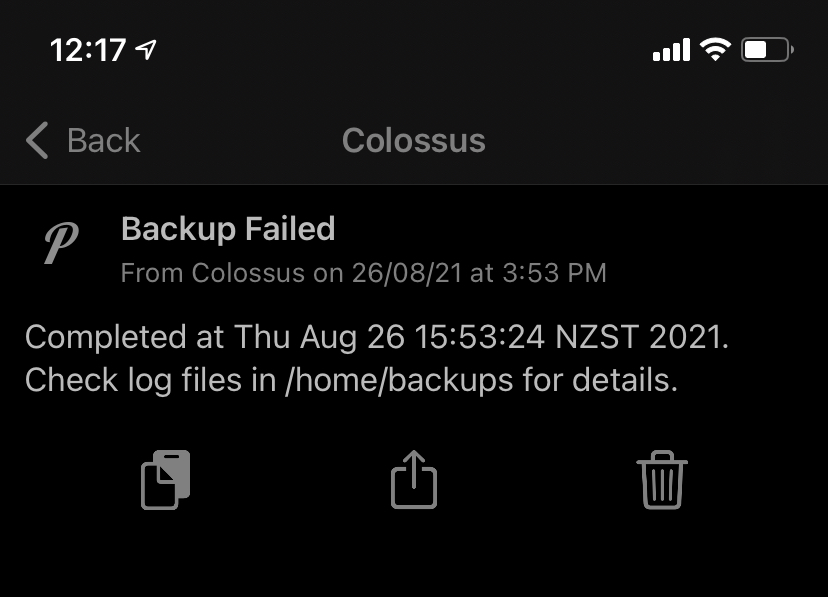 12:17
Back
Colossus
Backup Failed
From Colossus on 26/08/21 at 3:53 PM
Completed at Thu Aug 26 15:53:24 NZST 2021.
Check log files in /home/backups for details.